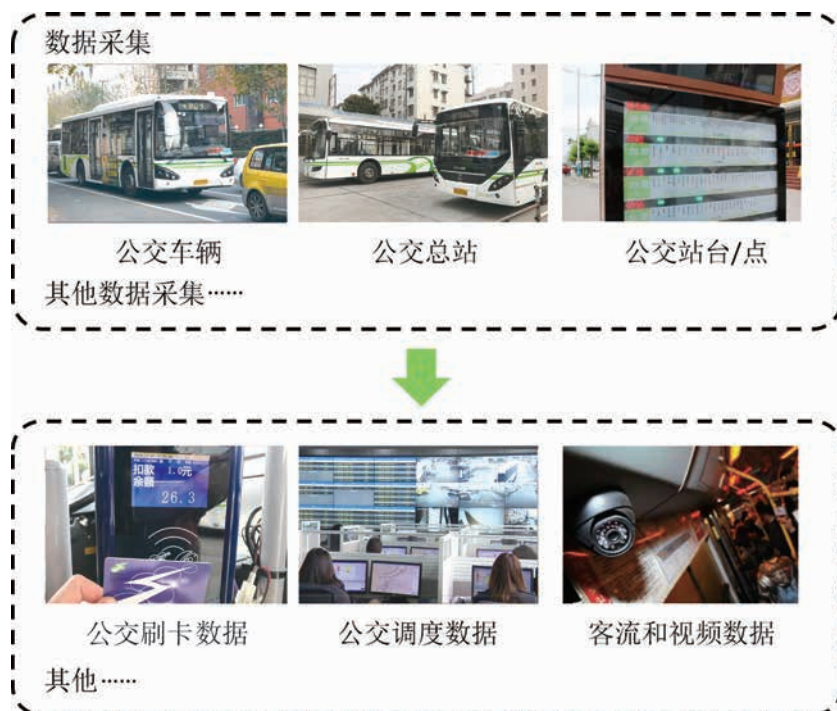 数据采集
公交车辆
公交总站
公交站台/点
其他数据采集……
扣款 1.0元
余额
26.3
公交刷卡数据
公交调度数据
客流和视频数据
其他……